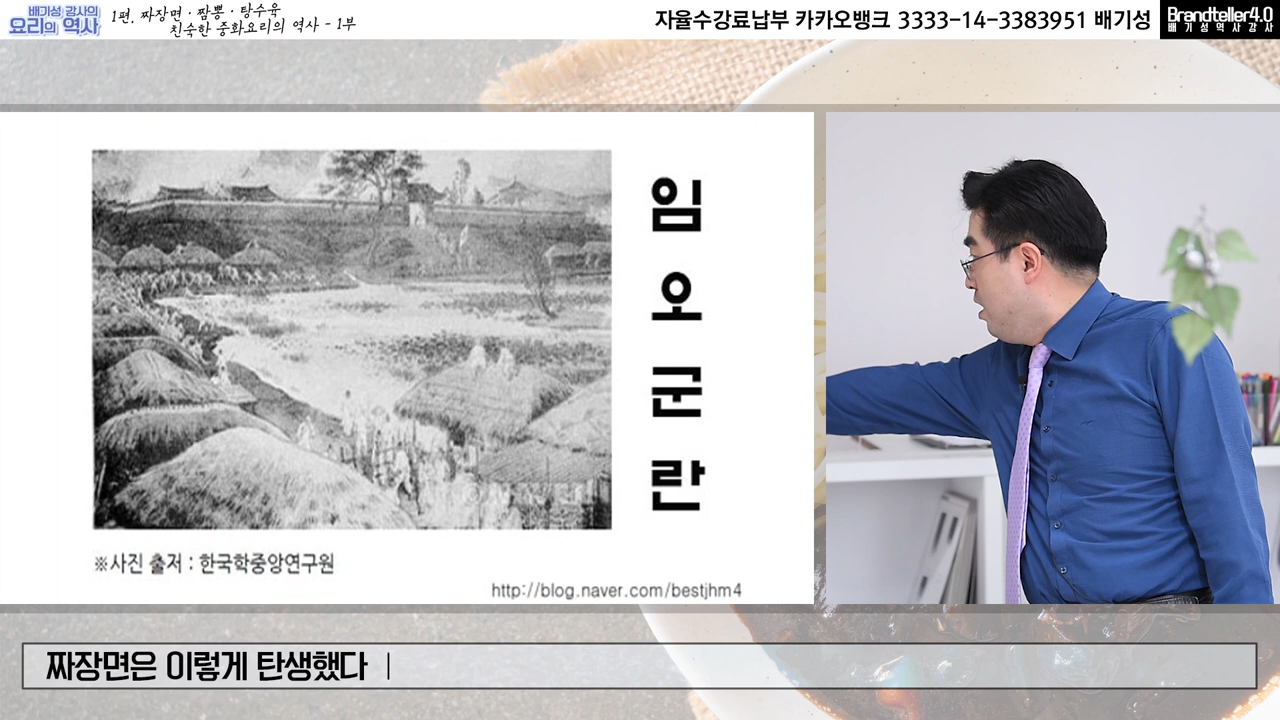 배기성 강사의
요리의 역사
1편. 짜장면·짬뽕·탕수육
친숙한 중화요리의 역사 - 1부
자율수강료납부 카카오뱅크 3333-14-3383951 배기성
Brandteller4.0
배기성역사강사
임오군란
※사진 출저 : 한국학중앙연구원
http://blog.naver.com/bestjhm4
짜장면은 이렇게 탄생했다 |